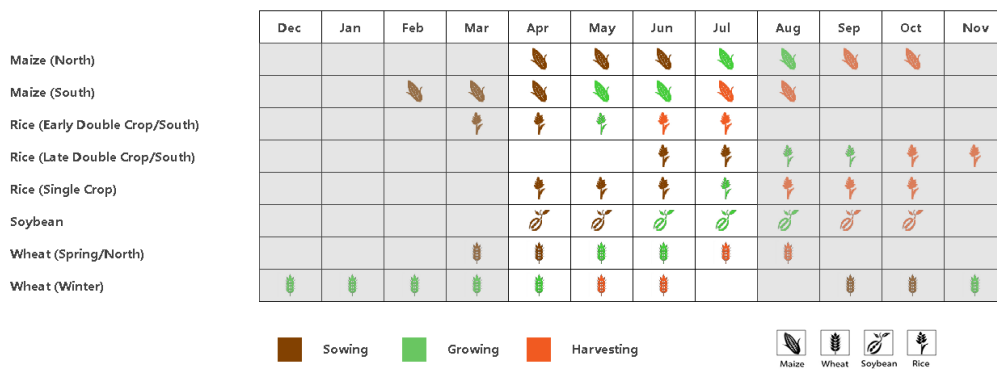 Dec Jan Feb Mar Apr May Jun Jul Aug Sep Oct Nov
Maize (North)
Maize (South)
Rice (Early Double Crop/South)
Rice (Late Double Crop/South)
Rice (Single Crop)
Soybean
Wheat (Spring/North)
Wheat (Winter)
Sowing Growing Harvesting
Maize Wheat Soybean Rice